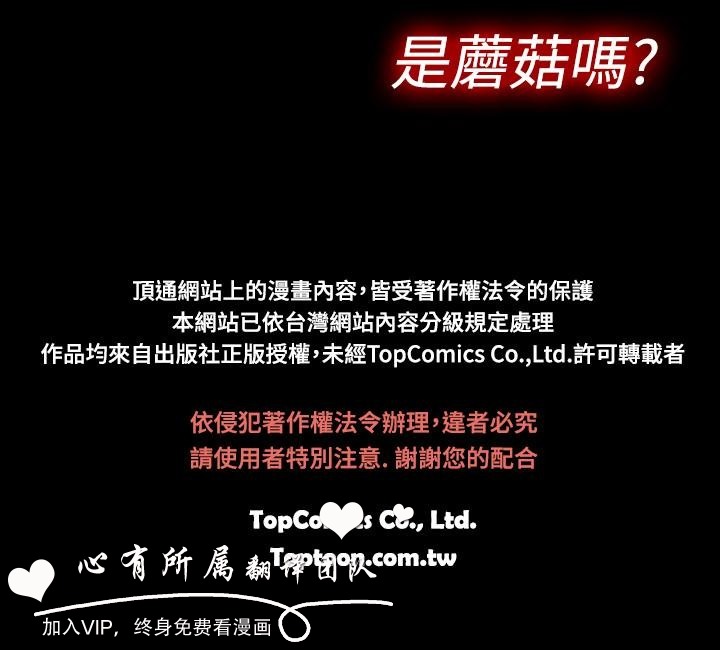 是蘑菇嗎?
頂通網站上的漫畫內容,皆受著作權法令的保護
本網站已依台灣網站內容分級規定處理
作品均來自出版社正版授權,未經TopComics Co.,Ltd.許可轉載者
依侵犯著作權法令辦理,違者必究
請使用者特別注意. 謝謝您的配合
TopComics Co., Ltd.
Toptoon.com.tw
心有所属翻译团队
加入VIP，终身免费看漫画